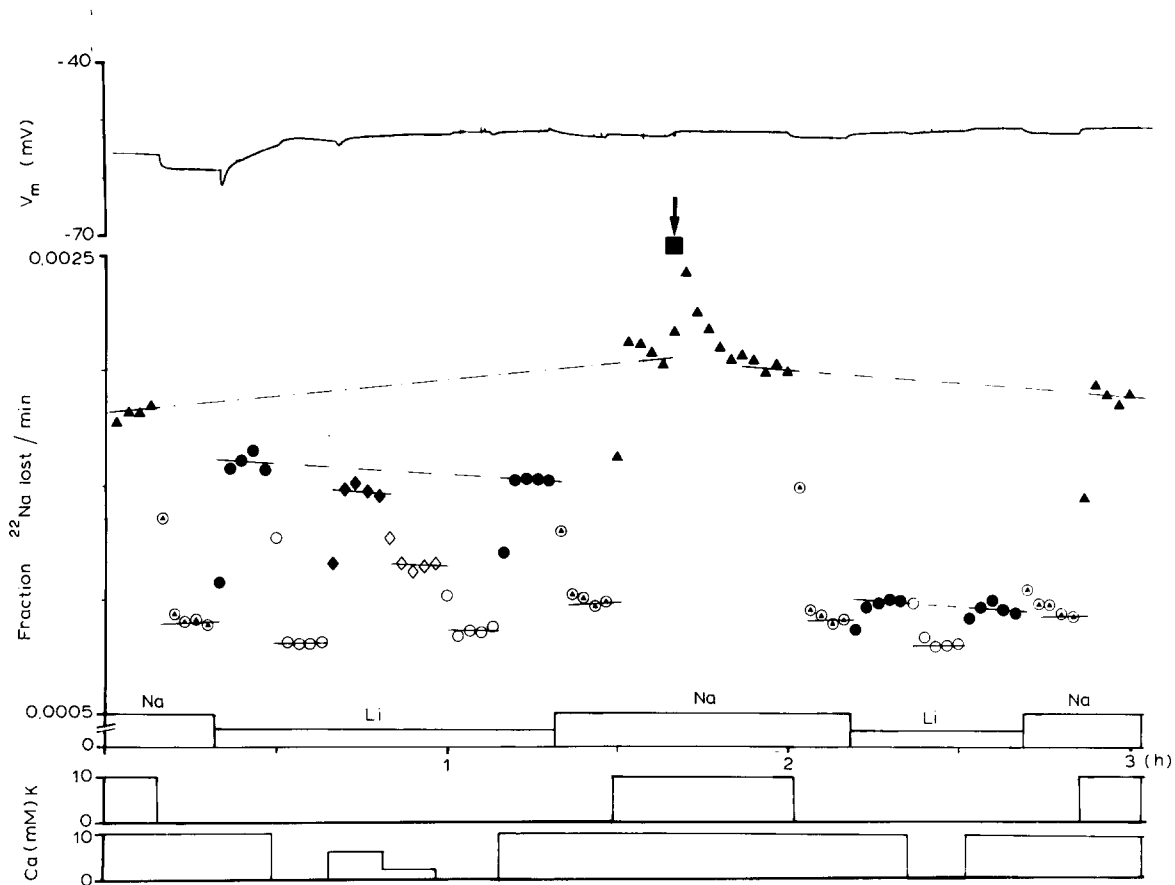 -40
Vm (mV)
-70
0,0025
Fraction 22Na lost / min
Na
Li
Na
Li
Na
0,0005
0
1
2
3 (h)
10
K
0
10
Ca (mM)
0